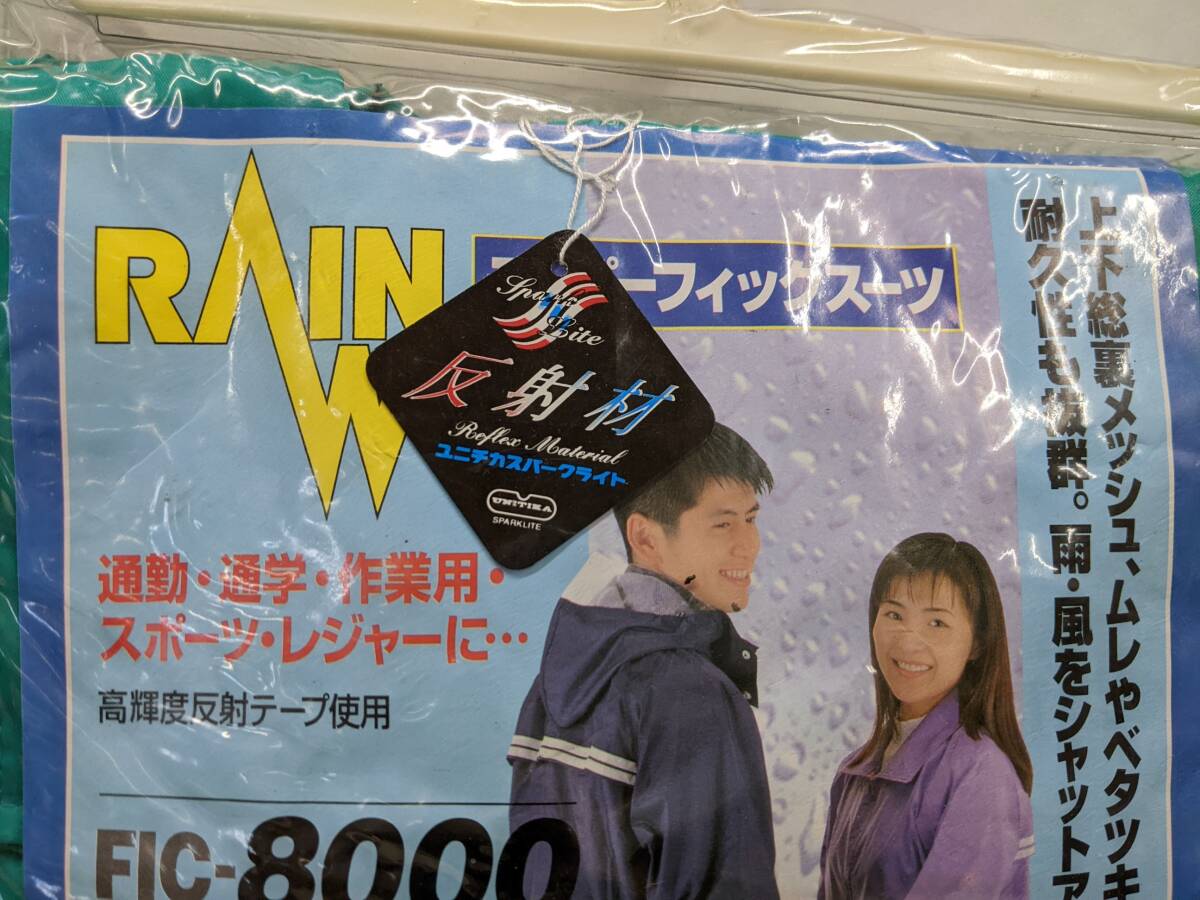 RAIN
W
ーフィックスーツ
Spark Lite
反射材
Reflex Material
ユニチカスパークライト
UNITIKA
SPARKLITE
通勤・通学・作業用・
スポーツ・レジャーに…
高輝度反射テープ使用
FIC-8000
上下総裏メッシュ、ムレやベタツキ
耐久性も抜群。雨・風をシャットア